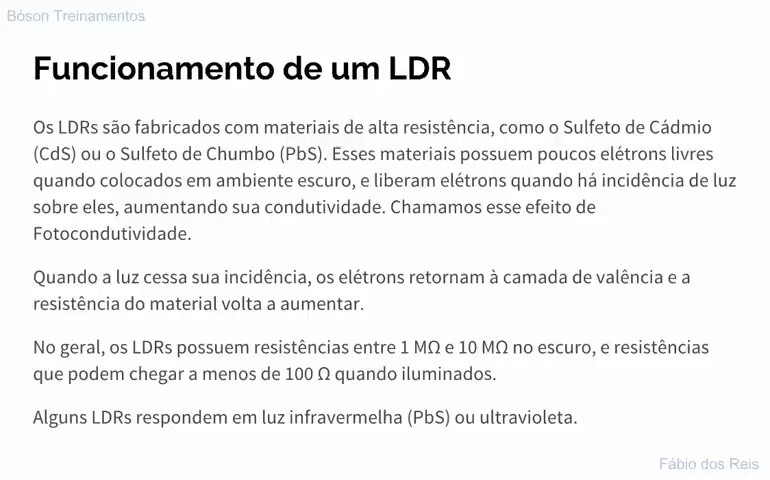 Bóson Treinamentos
Funcionamento de um LDR
Os LDRs são fabricados com materiais de alta resistência, como o Sulfeto de Cádmio
(CdS) ou o Sulfeto de Chumbo (PbS). Esses materiais possuem poucos elétrons livres
quando colocados em ambiente escuro, e liberam elétrons quando há incidência de luz
sobre eles, aumentando sua condutividade. Chamamos esse efeito de
Fotocondutividade.
Quando a luz cessa sua incidência, os elétrons retornam à camada de valência e a
resistência do material volta a aumentar.
No geral, os LDRs possuem resistências entre 1 MΩ e 10 MΩ no escuro, e resistências
que podem chegar a menos de 100 Ω quando iluminados.
Alguns LDRs respondem em luz infravermelha (PbS) ou ultravioleta.
Fábio dos Reis